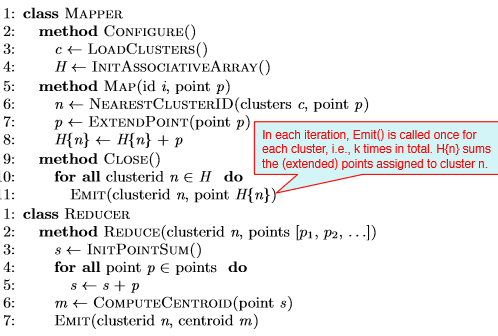 1: class Mapper
2: method Configure()
3: c ← LoadClusters()
4: H ← InitAssociativeArray()
5: method Map(id i, point p)
6: n ← NearestClusterID(clusters c, point p)
7: p ← ExtendPoint(point p)
8: H{n} ← H{n} + p
9: method Close()
10: for all clusterid n ∈ H do
11: Emit(clusterid n, point H{n})
In each iteration, Emit() is called once for
each cluster, i.e., k times in total. H{n} sums
the (extended) points assigned to cluster n.
1: class Reducer
2: method Reduce(clusterid n, points [p1, p2, ...])
3: s ← InitPointSum()
4: for all point p ∈ points do
5: s ← s + p
6: m ← ComputeCentroid(point s)
7: Emit(clusterid n, centroid m)